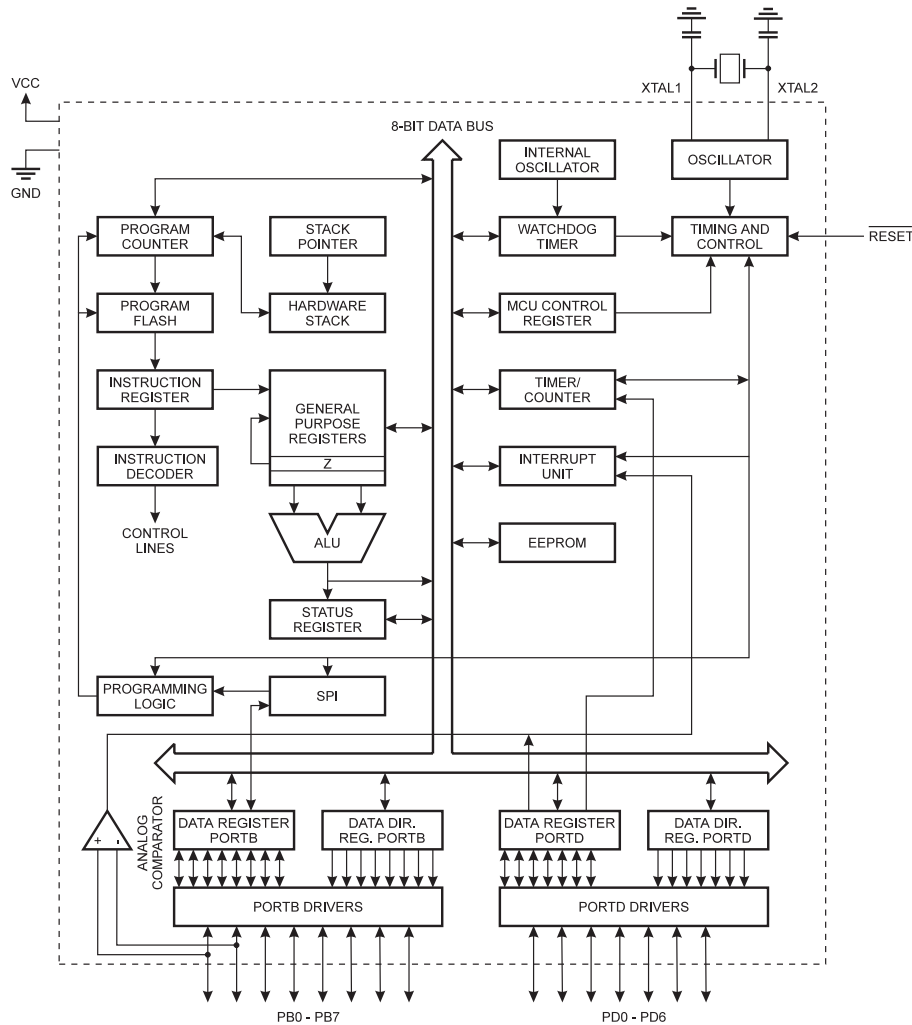 XTAL1
XTAL2
VCC
GND
8-BIT DATA BUS
INTERNAL
OSCILLATOR
OSCILLATOR
PROGRAM
COUNTER
STACK
POINTER
WATCHDOG
TIMER
TIMING AND
CONTROL
RESET
PROGRAM
FLASH
HARDWARE
STACK
MCU CONTROL
REGISTER
INSTRUCTION
REGISTER
GENERAL
PURPOSE
REGISTERS
Z
TIMER/
COUNTER
INSTRUCTION
DECODER
INTERRUPT
UNIT
CONTROL
LINES
ALU
EEPROM
STATUS
REGISTER
PROGRAMMING
LOGIC
SPI
ANALOG
COMPARATOR
+
-
DATA REGISTER
PORTB
DATA DIR.
REG. PORTB
DATA REGISTER
PORTD
DATA DIR.
REG. PORTD
PORTB DRIVERS
PORTD DRIVERS
PB0 - PB7
PD0 - PD6